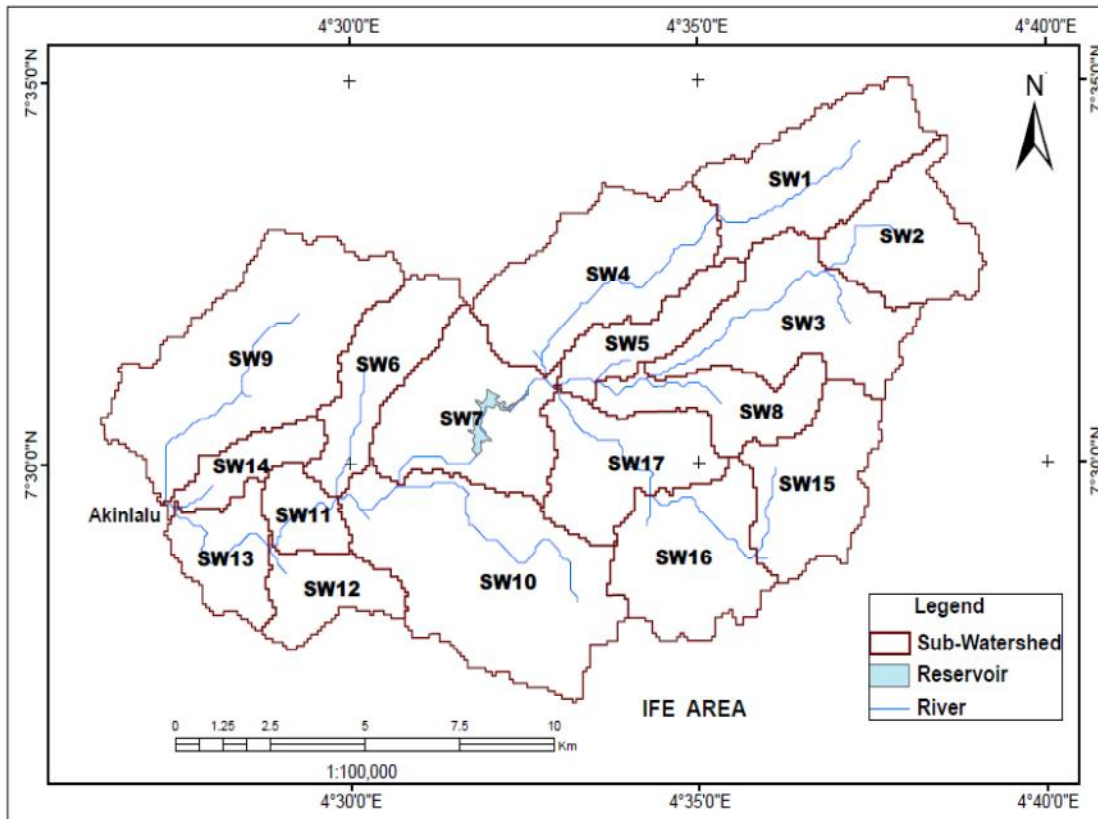 4°30'0"E 4°35'0"E 4°40'0"E
7°35'0"N
7°35'0"N
N
SW1
SW2
SW4
SW3
SW5
SW9
SW6
SW8
SW7
7°30'0"N
SW14
SW17
SW15
7°30'0"N
Akinlalu
SW11
SW13
SW12
SW10
SW16
Legend
Sub-Watershed
Reservoir
River
IFE AREA
0 1.25 2.5 5 7.5 10
Km
1:100,000
4°30'0"E 4°35'0"E 4°40'0"E